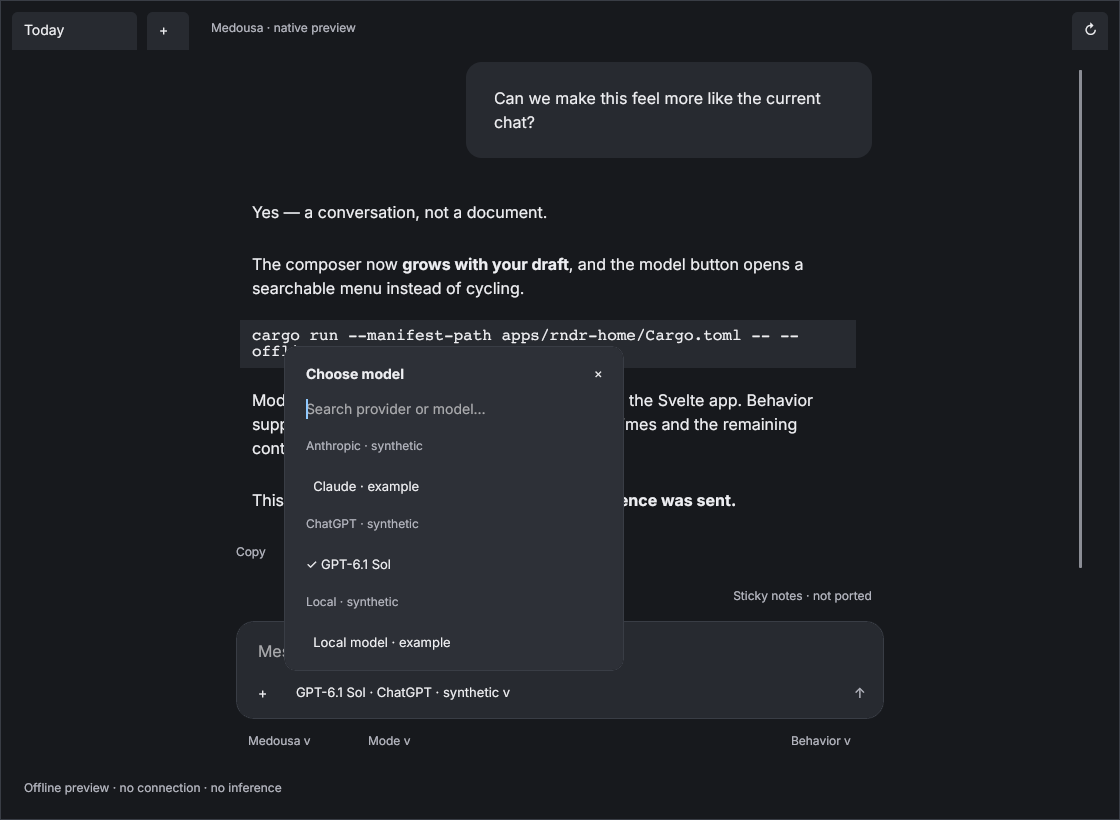 Today
+
Medousa · native preview
Can we make this feel more like the current
chat?
Yes — a conversation, not a document.
The composer now grows with your draft, and the model button opens a
searchable menu instead of cycling.
cargo run --manifest-path apps/rndr-home/Cargo.toml -- --
Choose model
×
Search provider or model...
Anthropic · synthetic
Claude · example
ChatGPT · synthetic
✓ GPT-6.1 Sol
Local · synthetic
Local model · example
the Svelte app. Behavior
and the remaining
This
was sent.
Copy
Sticky notes · not ported
+
GPT-6.1 Sol · ChatGPT · synthetic v
↑
Medousa v
Mode v
Behavior v
Offline preview · no connection · no inference